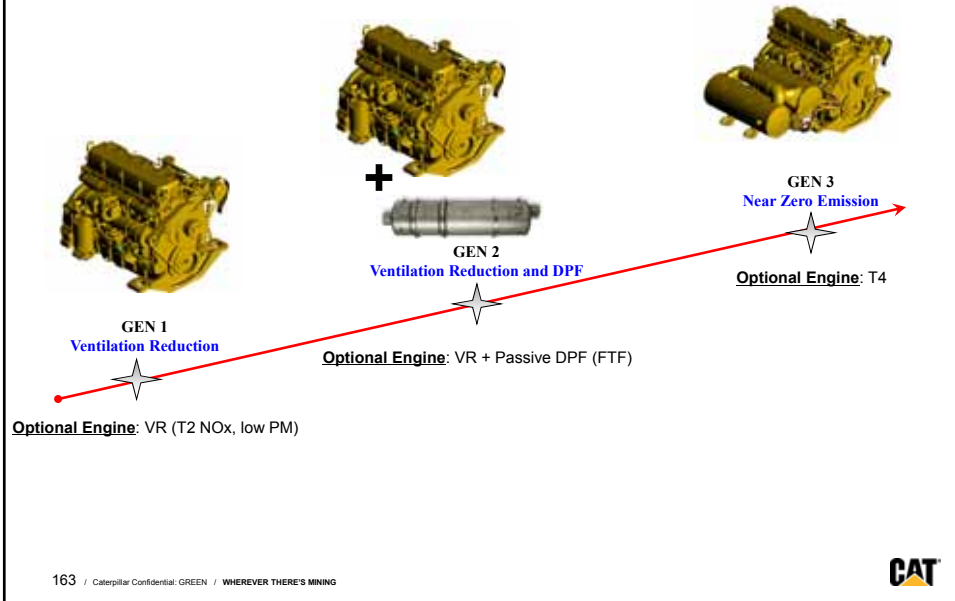 GEN 1
Ventilation Reduction
Optional Engine: VR (T2 NOx, low PM)
+
GEN 2
Ventilation Reduction and DPF
Optional Engine: VR + Passive DPF (FTF)
GEN 3
Near Zero Emission
Optional Engine: T4
163 / Caterpillar Confidential: GREEN / WHEREVER THERE'S MINING
CAT